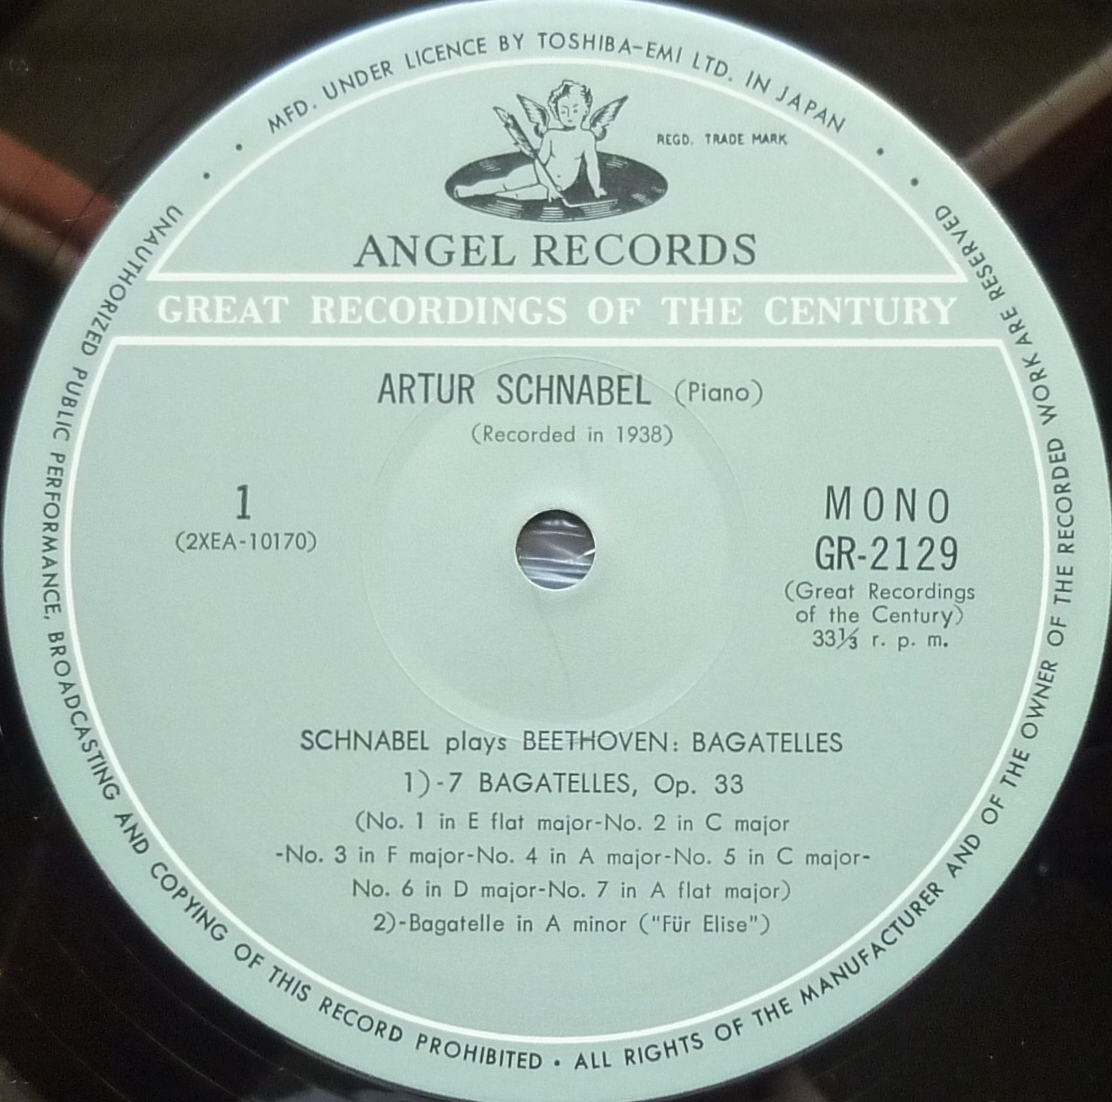 MFD. UNDER LICENCE BY TOSHIBA-EMI LTD. IN JAPAN
REGD. TRADE MARK
ANGEL RECORDS
GREAT RECORDINGS OF THE CENTURY
ARTUR SCHNABEL (Piano)
(Recorded in 1938)
1
(2XEA-10170)
MONO
GR-2129
(Great Recordings
of the Century)
33⅓ r. p. m.
SCHNABEL plays BEETHOVEN: BAGATELLES
1)-7 BAGATELLES, Op. 33
(No. 1 in E flat major-No. 2 in C major
-No. 3 in F major-No. 4 in A major-No. 5 in C major-
No. 6 in D major-No. 7 in A flat major)
2)-Bagatelle in A minor ("Für Elise")
UNAUTHORIZED PUBLIC PERFORMANCE, BROADCASTING AND COPYING OF THIS RECORD PROHIBITED · ALL RIGHTS OF THE MANUFACTURER AND OF THE OWNER OF THE RECORDED WORK ARE RESERVED